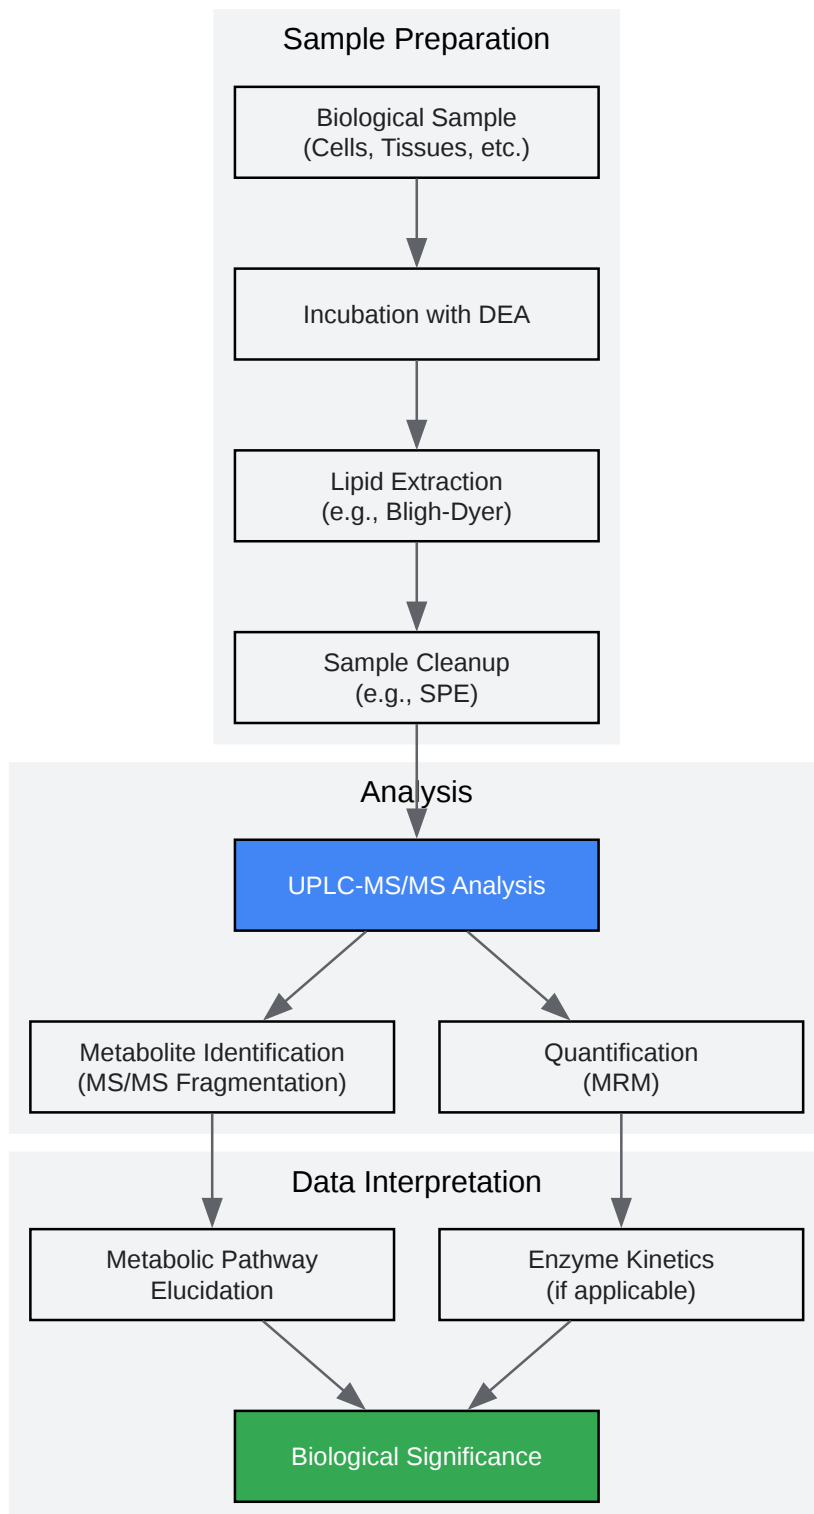 Sample Preparation
Biological Sample
(Cells, Tissues, etc.)
Incubation with DEA
Lipid Extraction
(e.g., Bligh-Dyer)
Sample Cleanup
(e.g., SPE)
Analysis
UPLC-MS/MS Analysis
Metabolite Identification
(MS/MS Fragmentation)
Quantification
(MRM)
Data Interpretation
Metabolic Pathway
Elucidation
Enzyme Kinetics
(if applicable)
Biological Significance